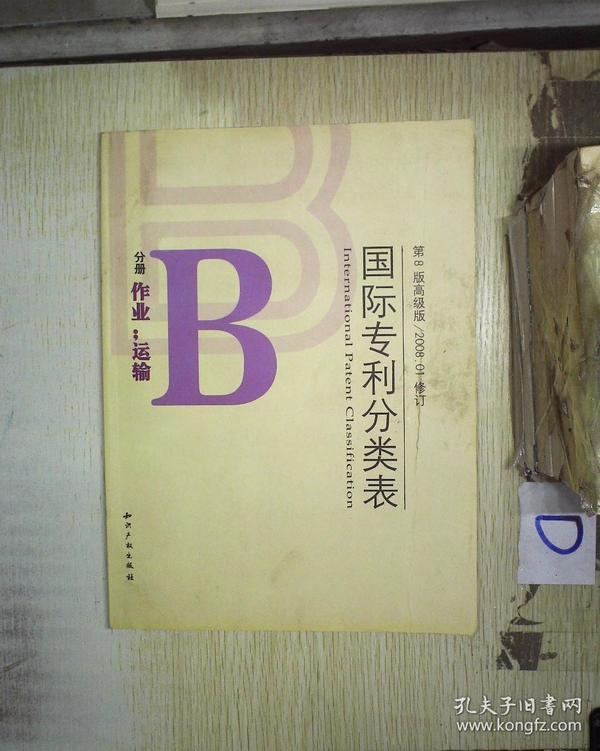 第8版高级版/2008.01修订
国际专利分类表
International Patent Classification
B
B
分册
作业;运输
知识产权出版社
D
孔夫子旧书网
www.kongfz.com